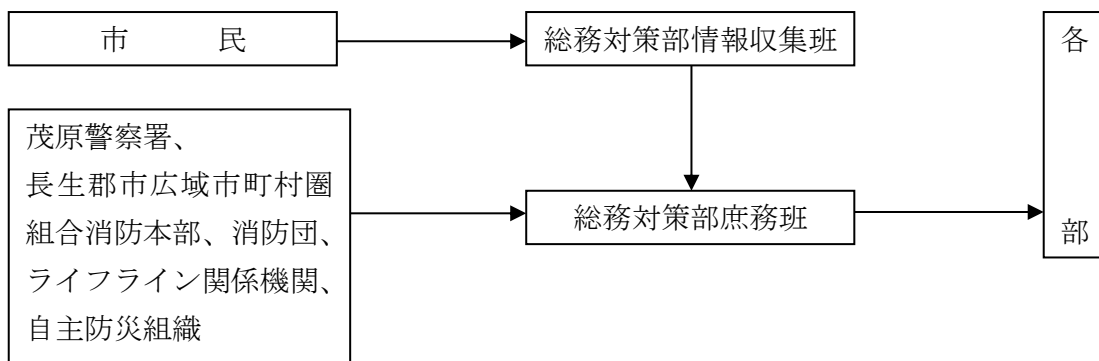 市　　　民
総務対策部情報収集班
各　　　部
茂原警察署、
長生郡市広域市町村圏
組合消防本部、消防団、
ライフライン関係機関、
自主防災組織
総務対策部庶務班